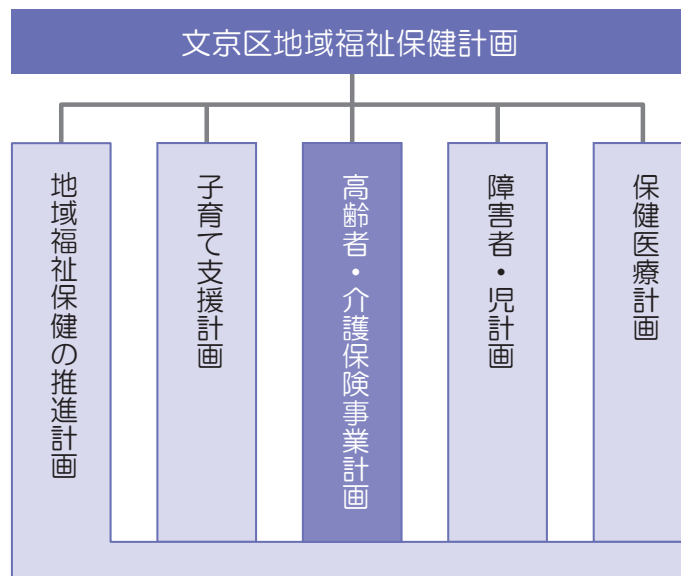 文京区地域福祉保健計画
地域福祉保健の推進計画
子育て支援計画
高齢者・介護保険事業計画
障害者・児計画
保健医療計画